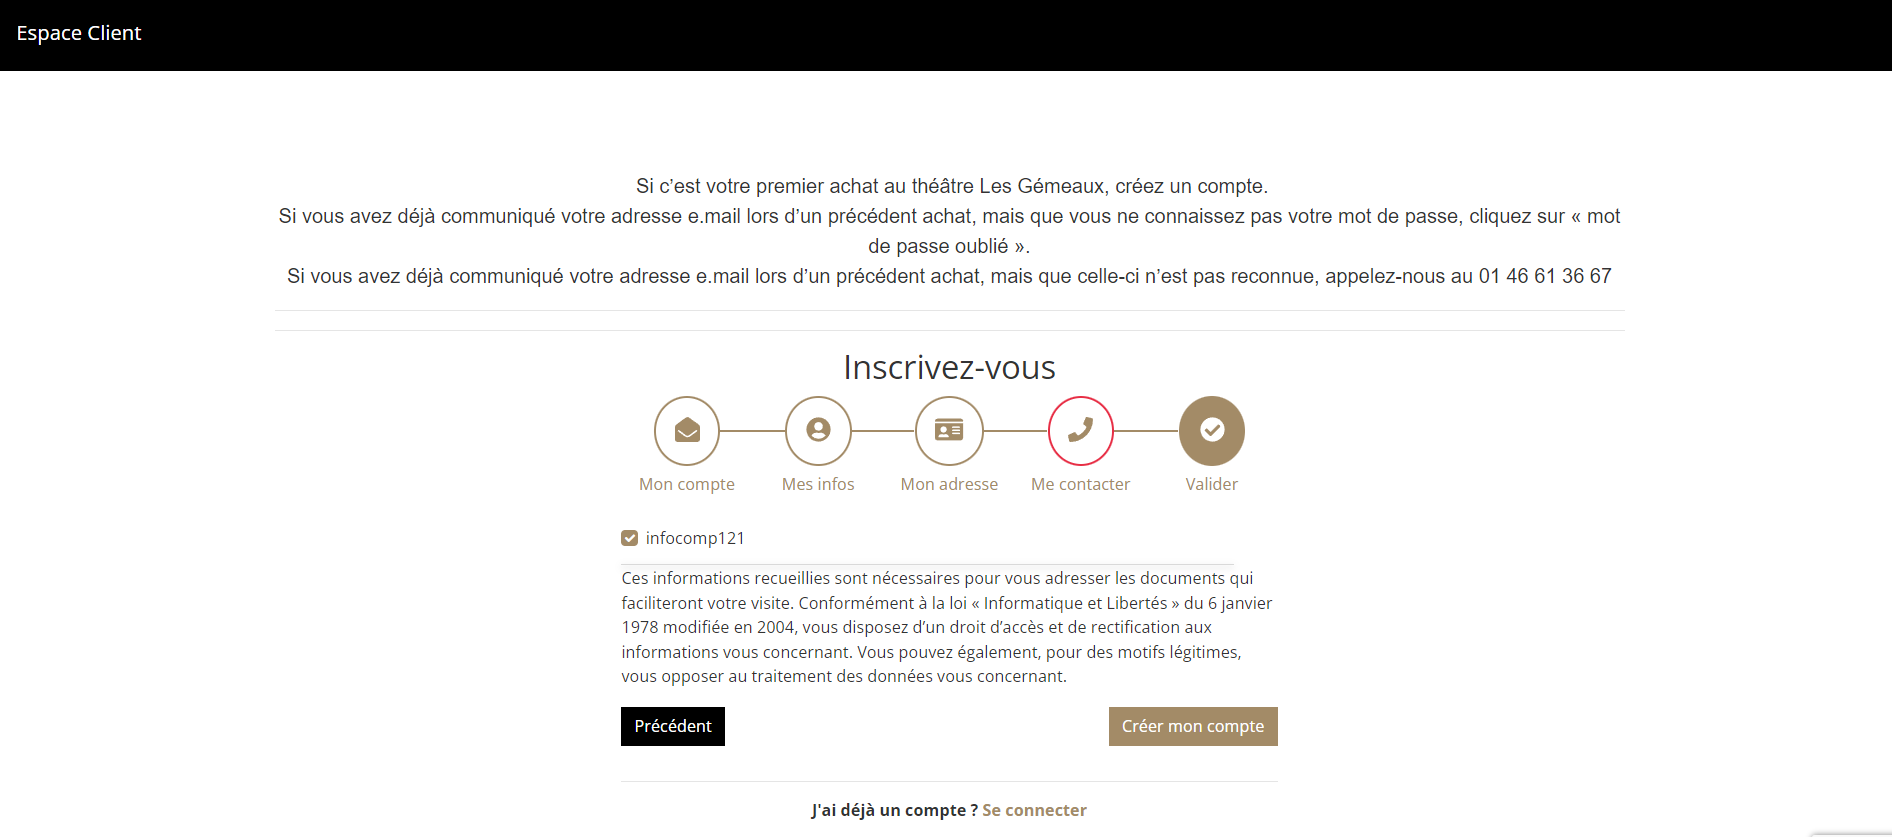 Espace Client
Si c’est votre premier achat au théâtre Les Gémeaux, créez un compte.
Si vous avez déjà communiqué votre adresse e.mail lors d’un précédent achat, mais que vous ne connaissez pas votre mot de passe, cliquez sur « mot
de passe oublié ».
Si vous avez déjà communiqué votre adresse e.mail lors d’un précédent achat, mais que celle-ci n’est pas reconnue, appelez-nous au 01 46 61 36 67
Inscrivez-vous
Mon compte Mes infos Mon adresse Me contacter Valider
infocomp121
Ces informations recueillies sont nécessaires pour vous adresser les documents qui
faciliteront votre visite. Conformément à la loi « Informatique et Libertés » du 6 janvier
1978 modifiée en 2004, vous disposez d’un droit d’accès et de rectification aux
informations vous concernant. Vous pouvez également, pour des motifs légitimes,
vous opposer au traitement des données vous concernant.
Précédent Créer mon compte
J'ai déjà un compte ? Se connecter